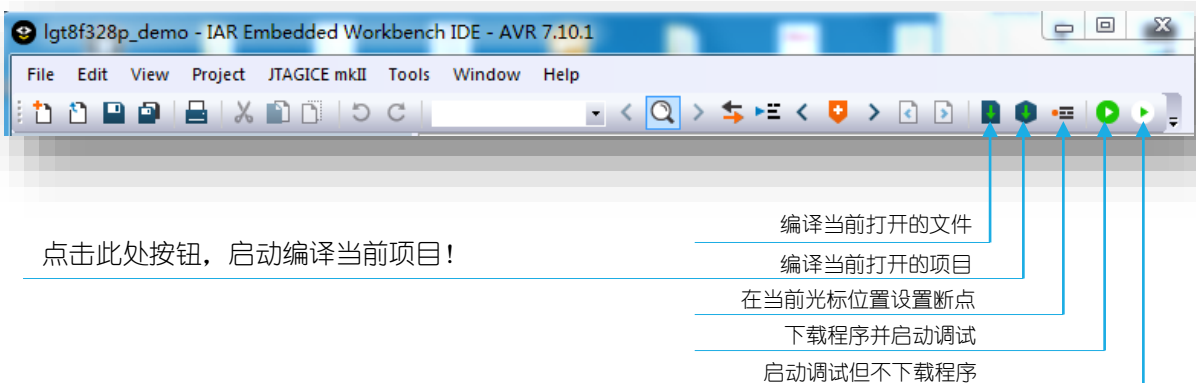 lgt8f328p_demo - IAR Embedded Workbench IDE - AVR 7.10.1
File Edit View Project JTAGICE mkII Tools Window Help
编译当前打开的文件
点击此处按钮，启动编译当前项目！
编译当前打开的项目
在当前光标位置设置断点
下载程序并启动调试
启动调试但不下载程序